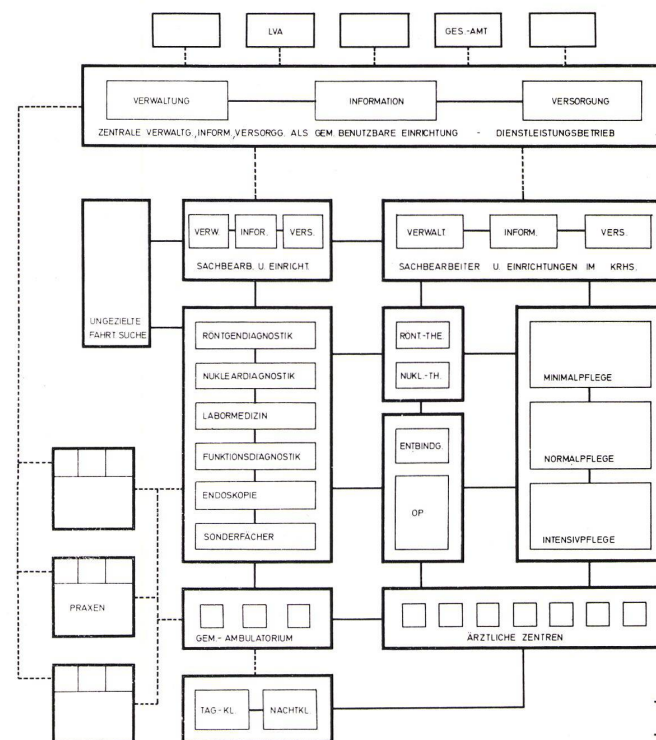 LVA
GES.-AMT
VERWALTUNG
INFORMATION
VERSORGUNG
ZENTRALE VERWALTG., INFORM., VERSORGG. ALS GEM. BENUTZBARE EINRICHTUNG - DIENSTLEISTUNGSBETRIEB
VERW.
INFOR.
VERS.
SACHBEARB. U. EINRICHT.
VERWALT.
INFORM.
VERS.
SACHBEARBEITER U. EINRICHTUNGEN IM KRHS.
UNGEZIELTE
FAHRT SUCHE
RÖNTGENDIAGNOSTIK
NUKLEARDIAGNOSTIK
LABORMEDIZIN
FUNKTIONSDIAGNOSTIK
ENDOSKOPIE
SONDERFÄCHER
RÖNT.-THE.
NUKL.-TH.
ENTBINDG.
OP
MINIMALPFLEGE
NORMALPFLEGE
INTENSIVPFLEGE
PRAXEN
GEM.-AMBULATORIUM
ÄRZTLICHE ZENTREN
TAG-KL.
NACHTKL.